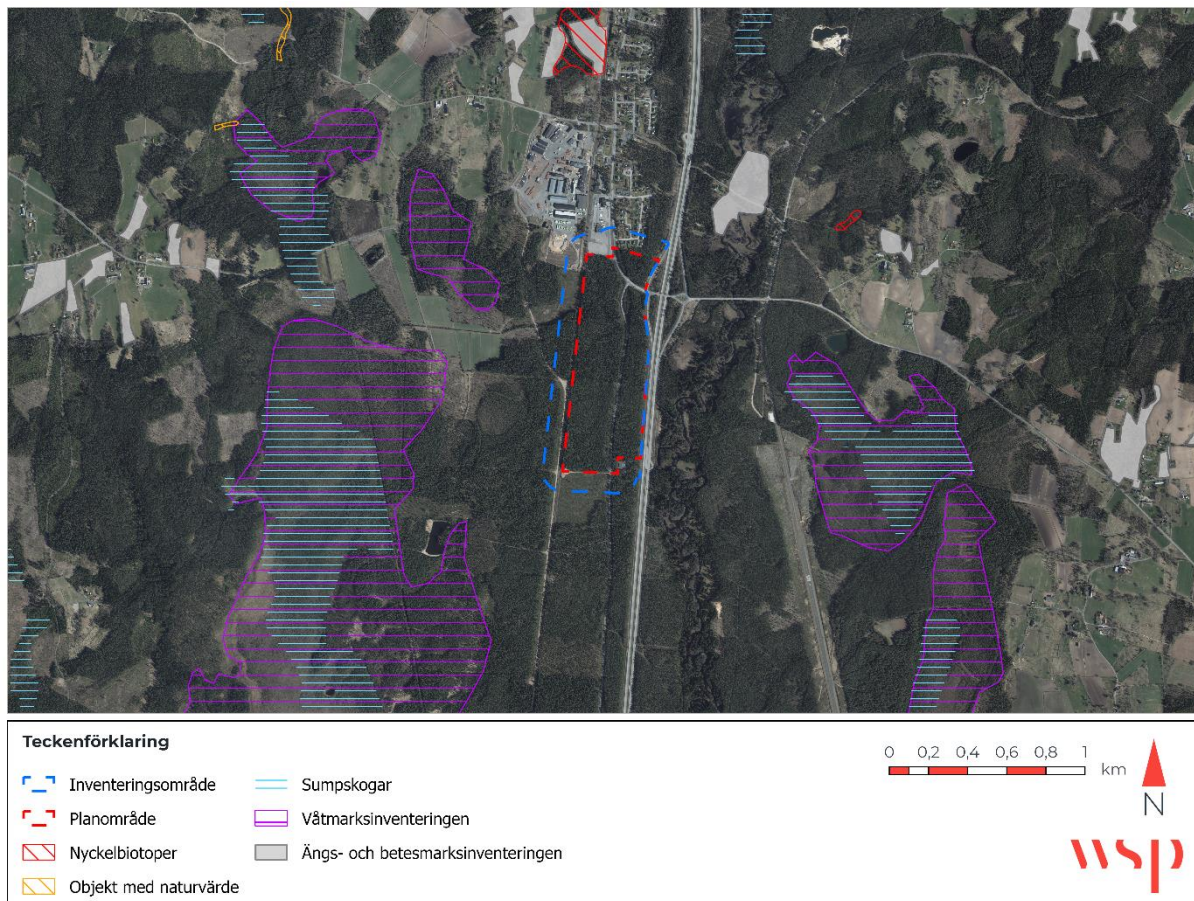 Teckenförklaring
Inventeringsområde
Planområde
Nyckelbiotoper
Objekt med naturvärde
Sumpskogar
Våtmarksinventeringen
Ängs- och betesmarksinventeringen
0 0,2 0,4 0,6 0,8 1
km
N
wsp